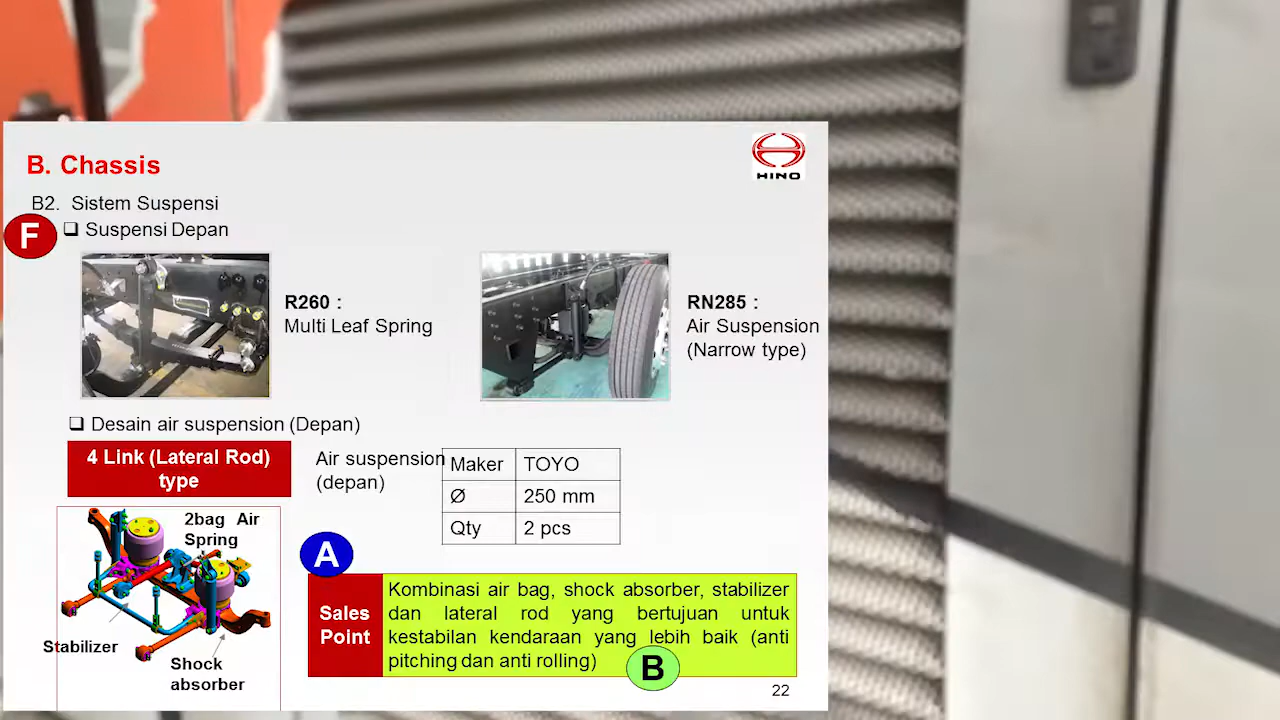 B. Chassis
HINO
B2. Sistem Suspensi
F
❑ Suspensi Depan
R260 :
Multi Leaf Spring
RN285 :
Air Suspension
(Narrow type)
❑ Desain air suspension (Depan)
4 Link (Lateral Rod)
type
Air suspension
(depan)
Maker TOYO
Ø 250 mm
Qty 2 pcs
2bag Air
Spring
Stabilizer
Shock
absorber
A
Sales
Point
Kombinasi air bag, shock absorber, stabilizer
dan lateral rod yang bertujuan untuk
kestabilan kendaraan yang lebih baik (anti
pitching dan anti rolling)
B
22